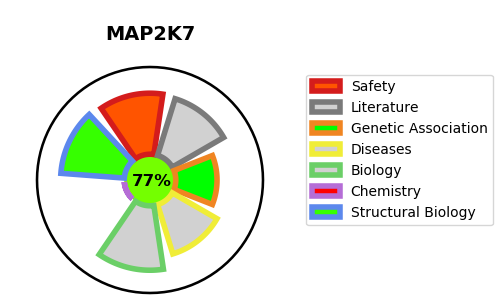 MAP2K7
77%
Safety
Literature
Genetic Association
Diseases
Biology
Chemistry
Structural Biology